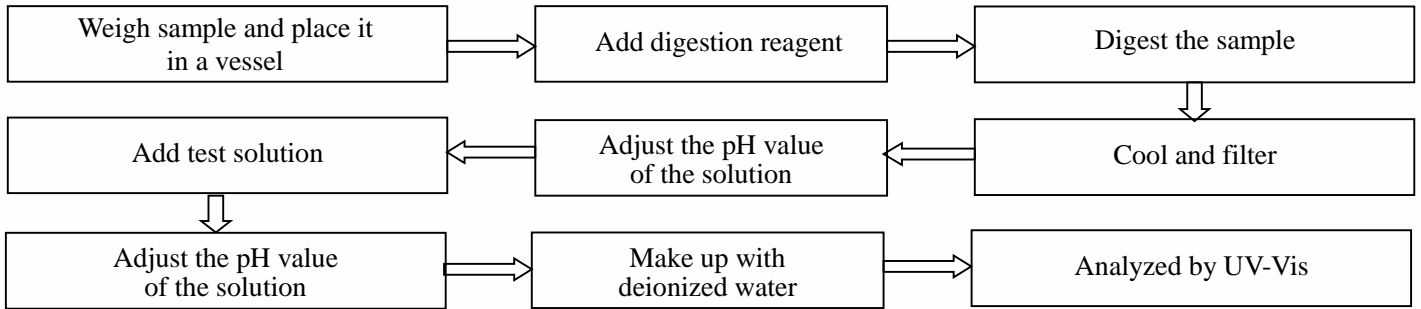 Weigh sample and place it
in a vessel
Add digestion reagent
Digest the sample
Cool and filter
Adjust the pH value
of the solution
Add test solution
Adjust the pH value
of the solution
Make up with
deionized water
Analyzed by UV-Vis